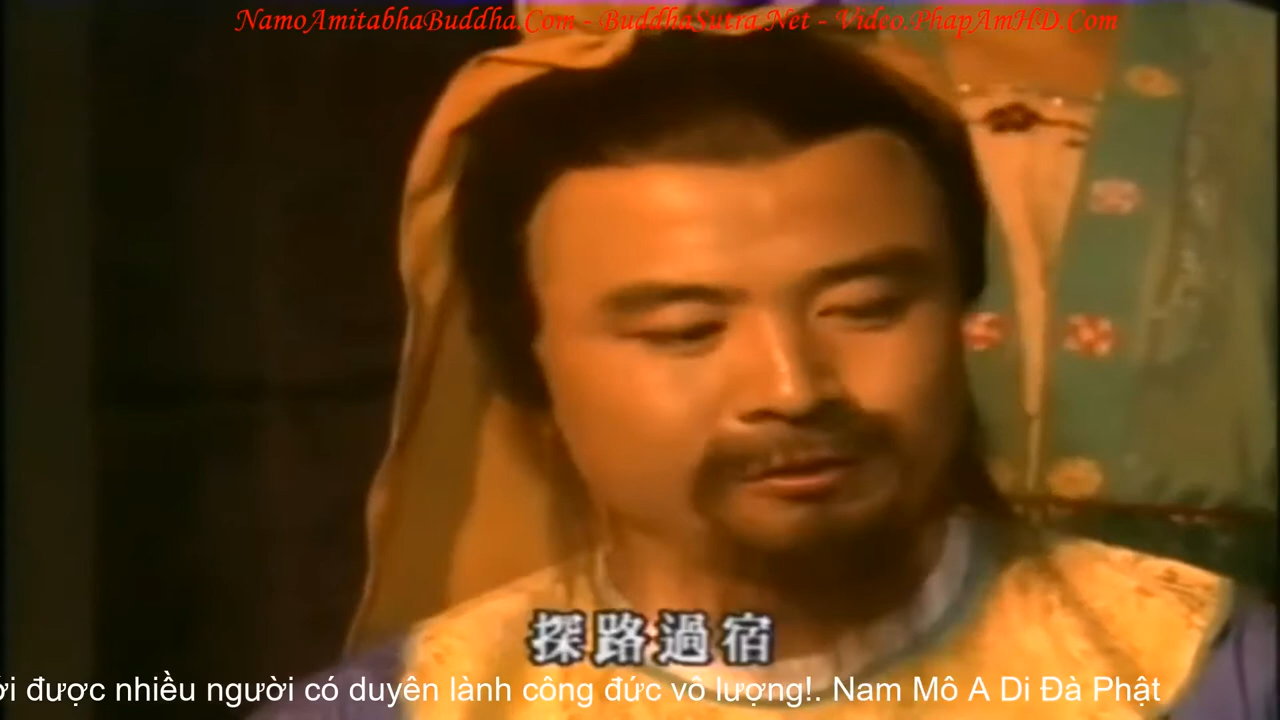 NamoAmitabhaBuddha.Com - BuddhaSutra.Net - Video.PhapAmHD.Com
探路過宿
ới được nhiều người có duyên lành công đức vô lượng!. Nam Mô A Di Đà Phật